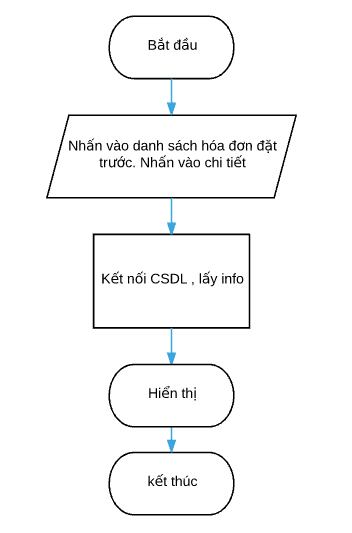 Bắt đầu
Nhấn vào danh sách hóa đơn đặt
trước. Nhấn vào chi tiết
Kết nối CSDL , lấy info
Hiển thị
kết thúc